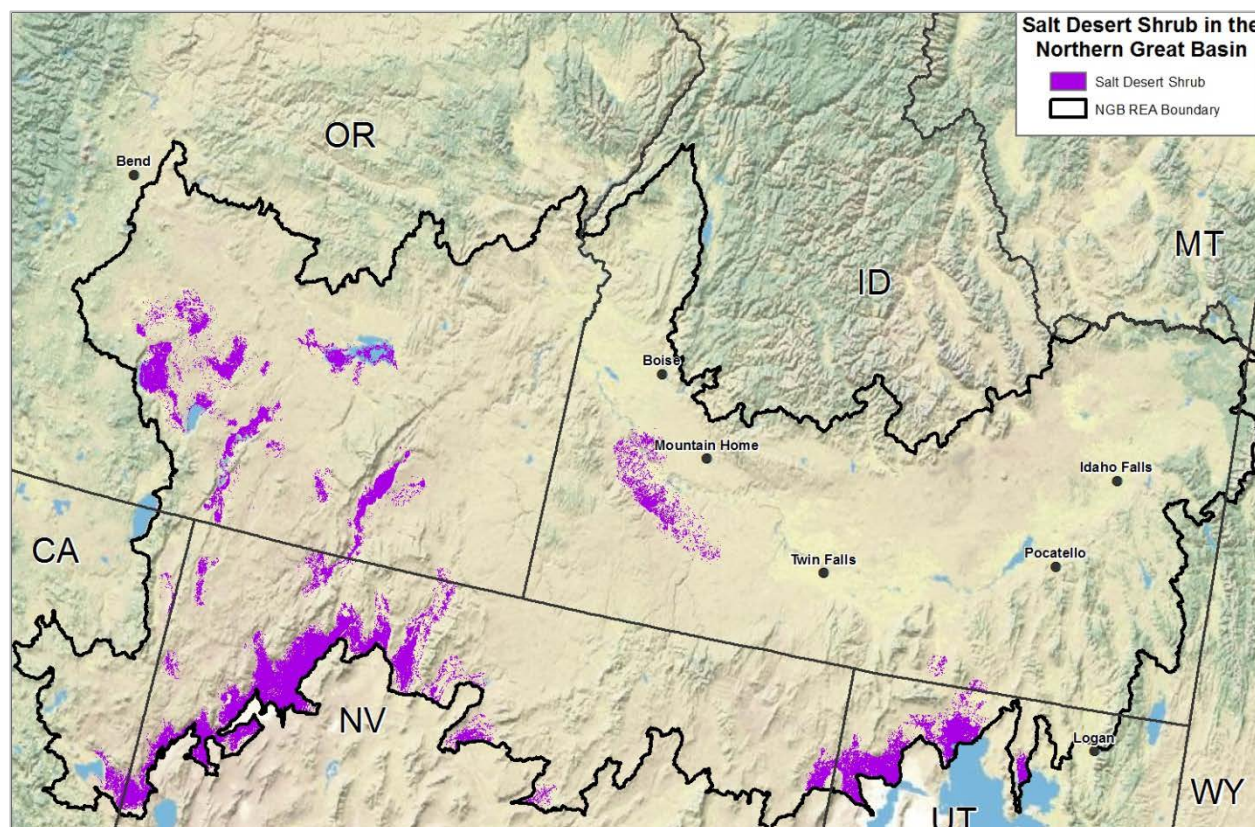 Salt Desert Shrub in the
Northern Great Basin
Salt Desert Shrub
NGB REA Boundary
OR
Bend
MT
ID
Boise
Mountain Home
Idaho Falls
CA
Twin Falls
Pocatello
NV
Logan
WY
UT